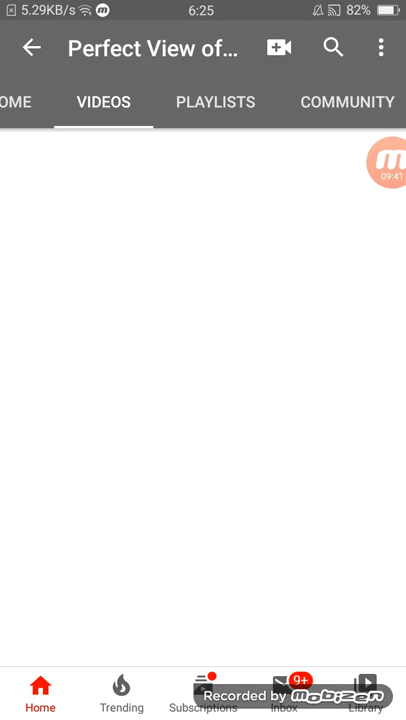 5.29KB/s 6:25 82%
Perfect View of...
OME VIDEOS PLAYLISTS COMMUNITY
09:41
9+
Recorded by mobizen
Home Trending Subscriptions Inbox Library